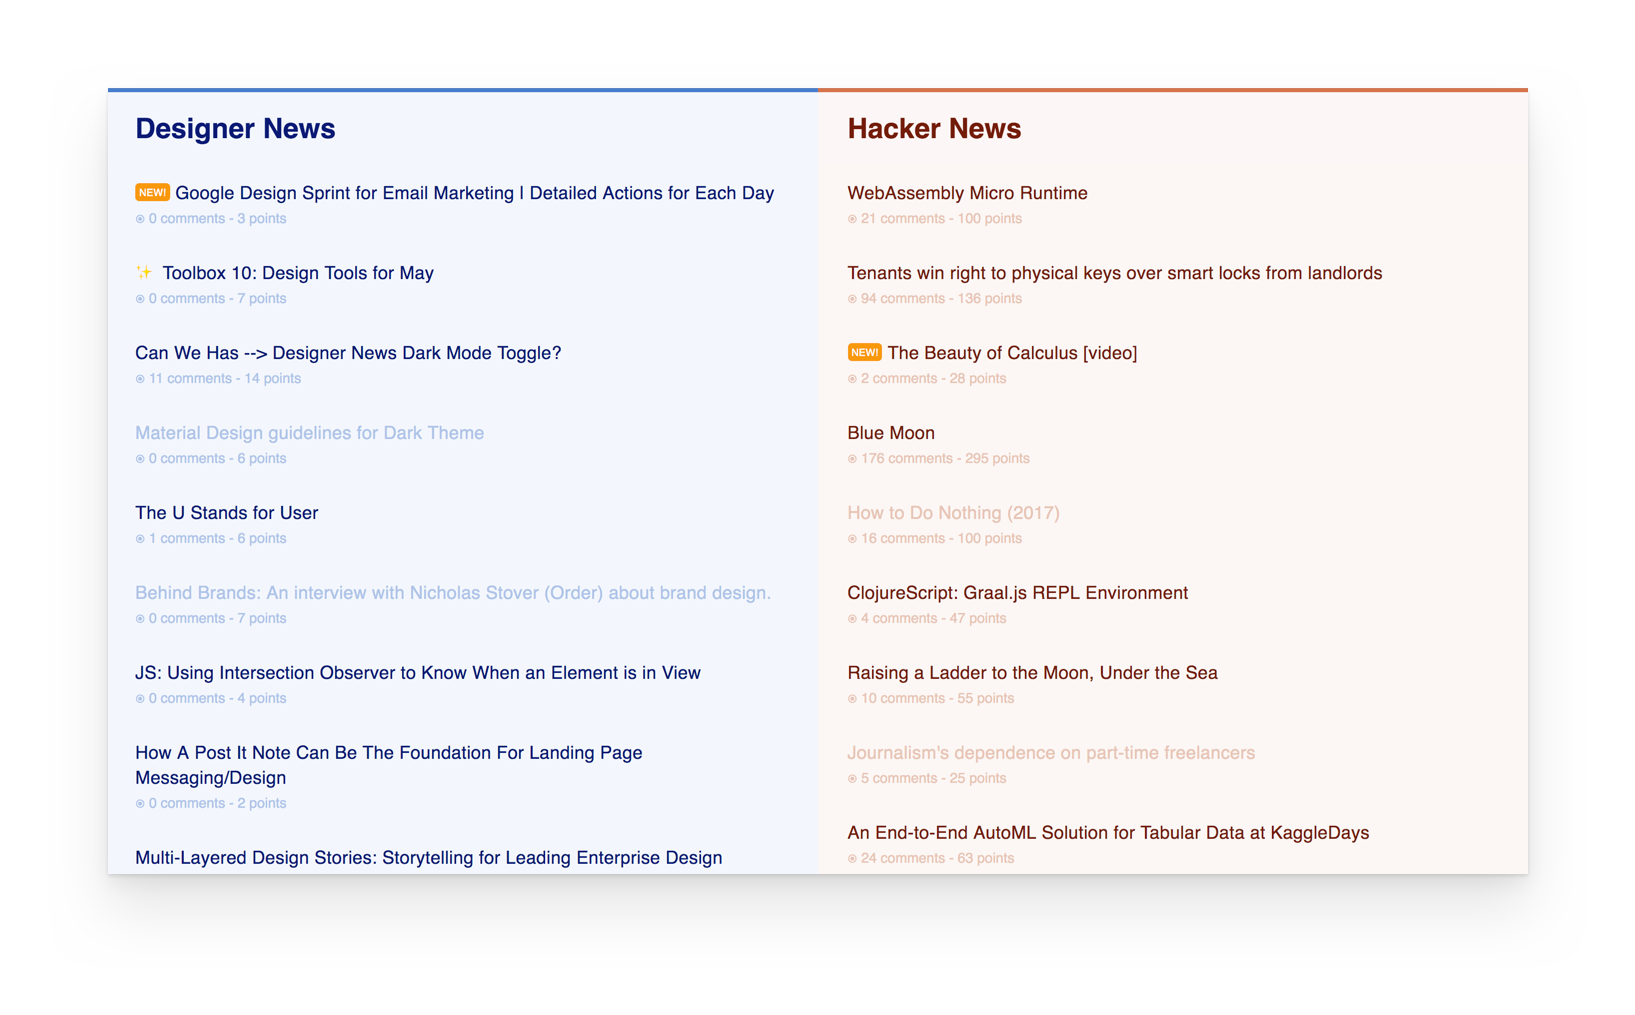 Designer News
NEW! Google Design Sprint for Email Marketing | Detailed Actions for Each Day
0 comments - 3 points
✨ Toolbox 10: Design Tools for May
0 comments - 7 points
Can We Has --> Designer News Dark Mode Toggle?
11 comments - 14 points
Material Design guidelines for Dark Theme
0 comments - 6 points
The U Stands for User
1 comments - 6 points
Behind Brands: An interview with Nicholas Stover (Order) about brand design.
0 comments - 7 points
JS: Using Intersection Observer to Know When an Element is in View
0 comments - 4 points
How A Post It Note Can Be The Foundation For Landing Page
Messaging/Design
0 comments - 2 points
Multi-Layered Design Stories: Storytelling for Leading Enterprise Design
Hacker News
WebAssembly Micro Runtime
21 comments - 100 points
Tenants win right to physical keys over smart locks from landlords
94 comments - 136 points
NEW! The Beauty of Calculus [video]
2 comments - 28 points
Blue Moon
176 comments - 295 points
How to Do Nothing (2017)
16 comments - 100 points
ClojureScript: Graal.js REPL Environment
4 comments - 47 points
Raising a Ladder to the Moon, Under the Sea
10 comments - 55 points
Journalism's dependence on part-time freelancers
5 comments - 25 points
An End-to-End AutoML Solution for Tabular Data at KaggleDays
24 comments - 63 points